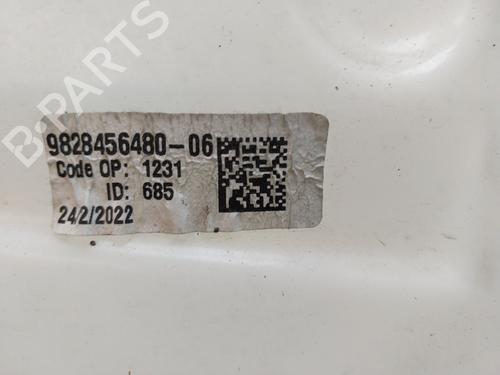 B-PARTS
9828456480-06
Code OP: 1231
ID: 685
24/2/2022